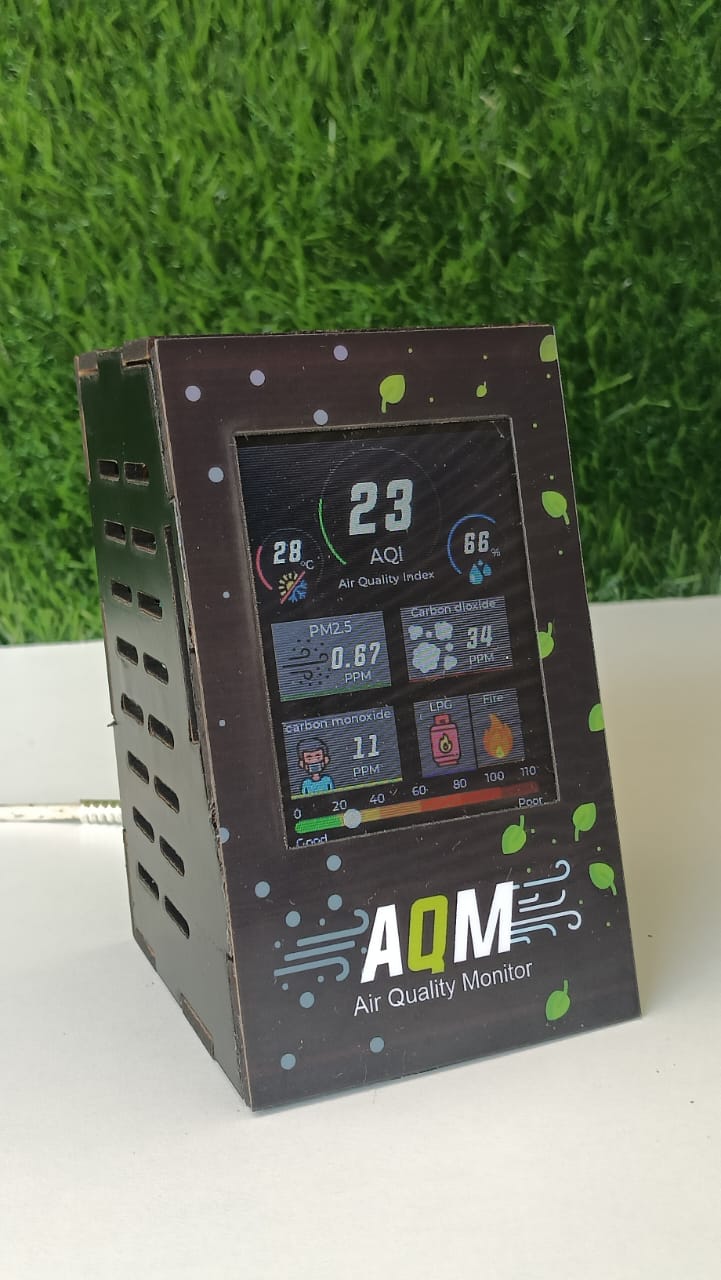 23
AQI
Air Quality Index
28 °C
66 %
PM2.5
0.67
PPM
Carbon dioxide
34
PPM
carbon monoxide
11
PPM
LPG
Fire
0 20 40 60 80 100 110
Good Poor
AQM
Air Quality Monitor